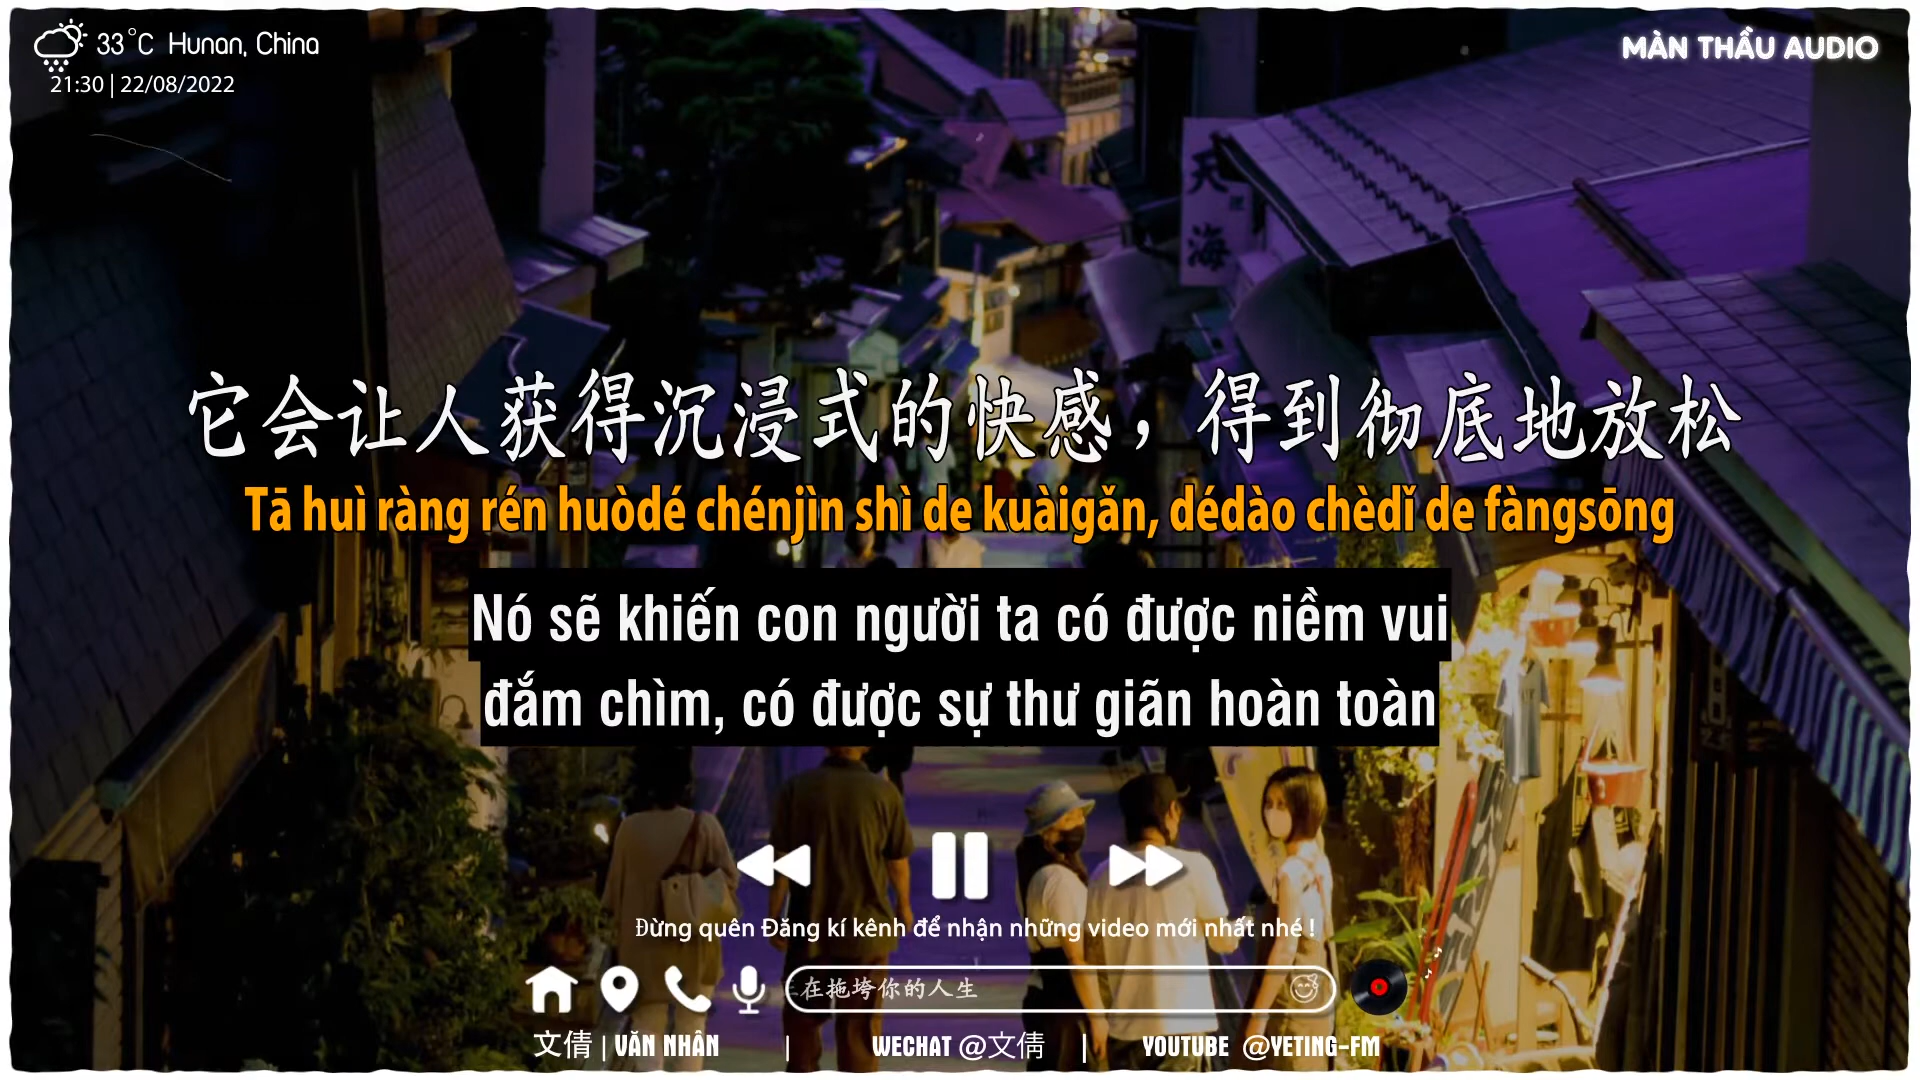 33°C Hunan, China
21:30 | 22/08/2022
MÀN THẦU AUDIO
天海
它会让人获得沉浸式的快感，得到彻底地放松
Tā huì ràng rén huòdé chénjìn shì de kuàigǎn, dédào chèdǐ de fàngsōng
Nó sẽ khiến con người ta có được niềm vui
đắm chìm, có được sự thư giãn hoàn toàn
Đừng quên Đăng kí kênh để nhận những video mới nhất nhé !
在拖垮你的人生
文倩 | VĂN NHÂN | WECHAT @文倩 | YOUTUBE @YETING-FM